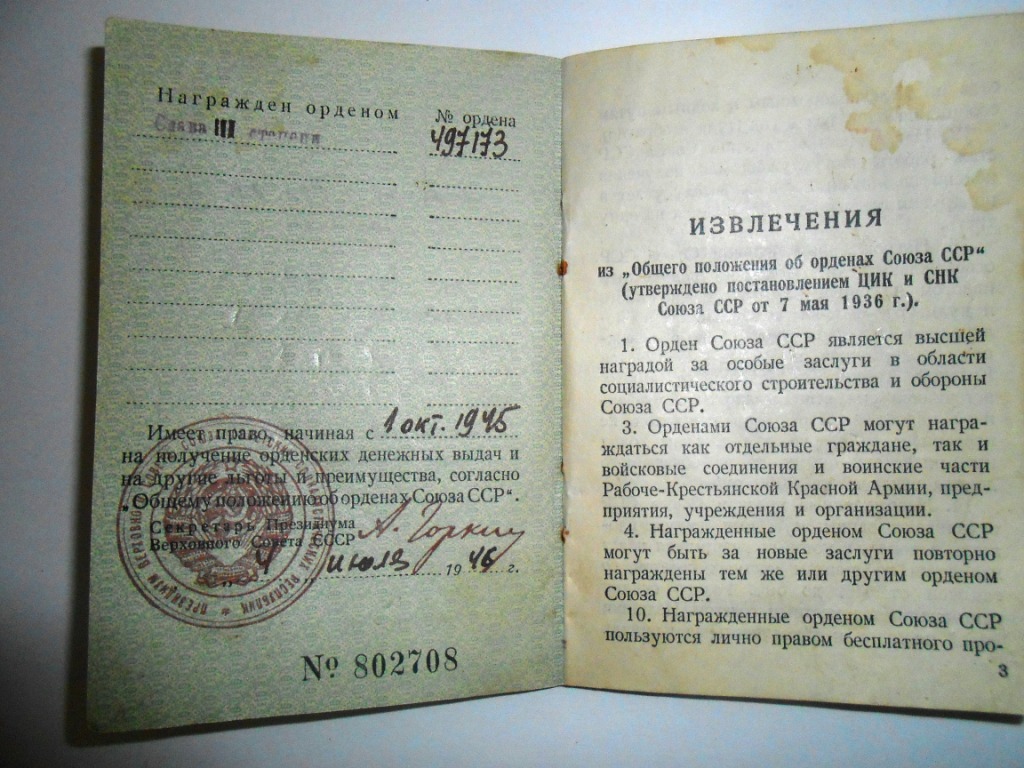 Награжден орденом
№ ордена
Слава III степени
497173
Имеет право, начиная с 1 окт. 1945
на получение орденских денежных выдач и
на другие льготы и преимущества, согласно
"Общему положению об орденах Союза ССР".
Секретарь Президиума
Верховного Совета СССР
А. Горкин
„ 4 „ июля 19 46 г.
№ 802708
ИЗВЛЕЧЕНИЯ
из „Общего положения об орденах Союза ССР“
(утверждено постановлением ЦИК и СНК
Союза ССР от 7 мая 1936 г.).
1. Орден Союза ССР является высшей
наградой за особые заслуги в области
социалистического строительства и обороны
Союза ССР.
3. Орденами Союза ССР могут награ-
ждаться как отдельные граждане, так и
войсковые соединения и воинские части
Рабоче-Крестьянской Красной Армии, пред-
приятия, учреждения и организации.
4. Награжденные орденом Союза ССР
могут быть за новые заслуги повторно
награждены тем же или другим орденом
Союза ССР.
10. Награжденные орденом Союза ССР
пользуются лично правом бесплатного про-
3